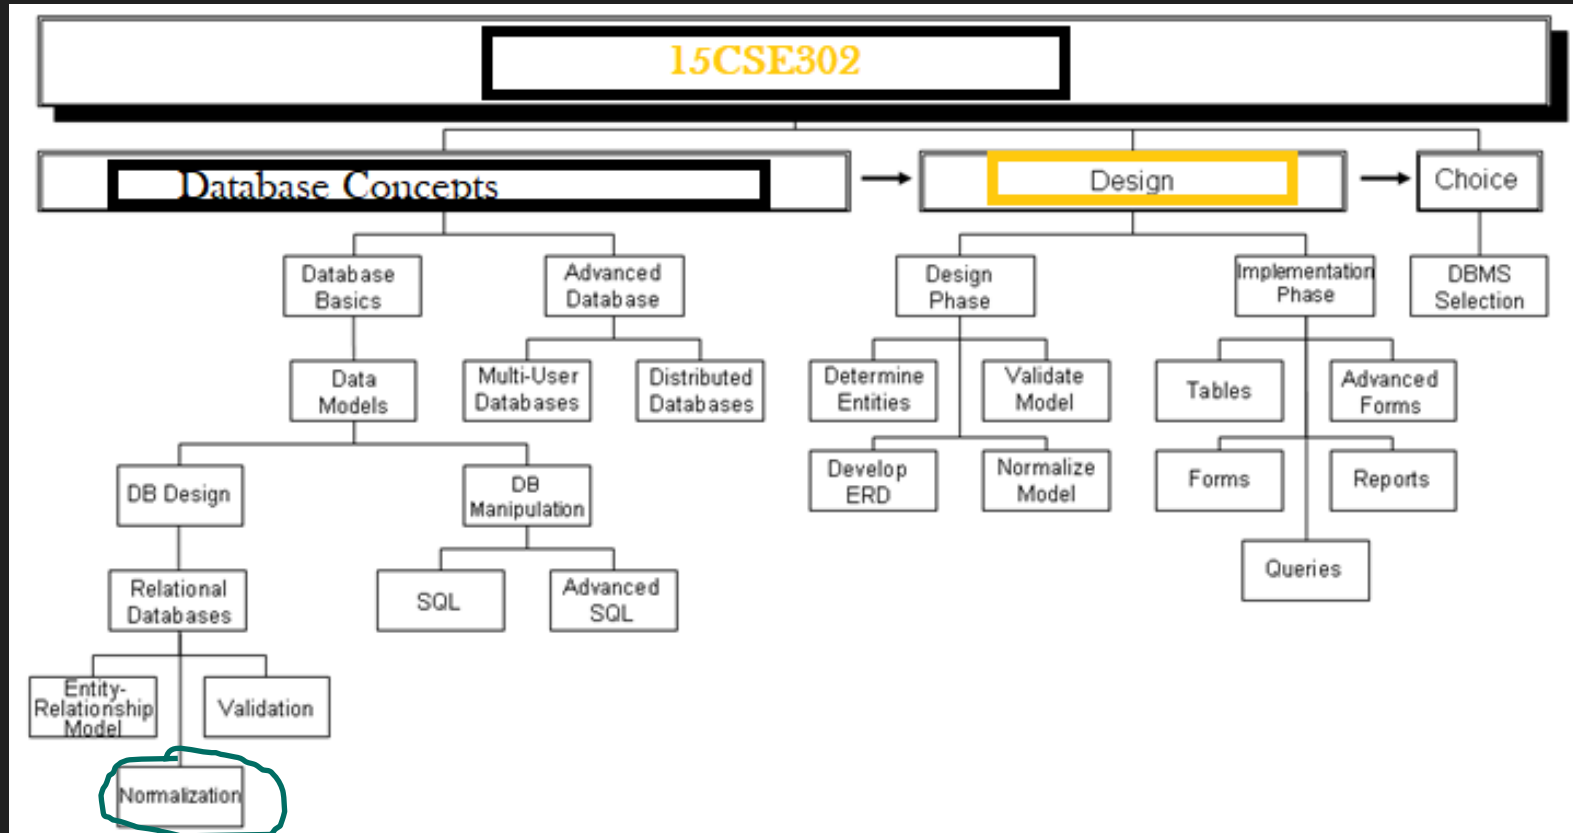 15CSE302
Database Concepts
Design
Choice
Database
Basics
Advanced
Database
Design
Phase
Implementation
Phase
DBMS
Selection
Data
Models
Multi-User
Databases
Distributed
Databases
Determine
Entities
Validate
Model
Tables
Advanced
Forms
DB Design
DB
Manipulation
Develop
ERD
Normalize
Model
Forms
Reports
Relational
Databases
SQL
Advanced
SQL
Queries
Entity-
Relationship
Model
Validation
Normalization